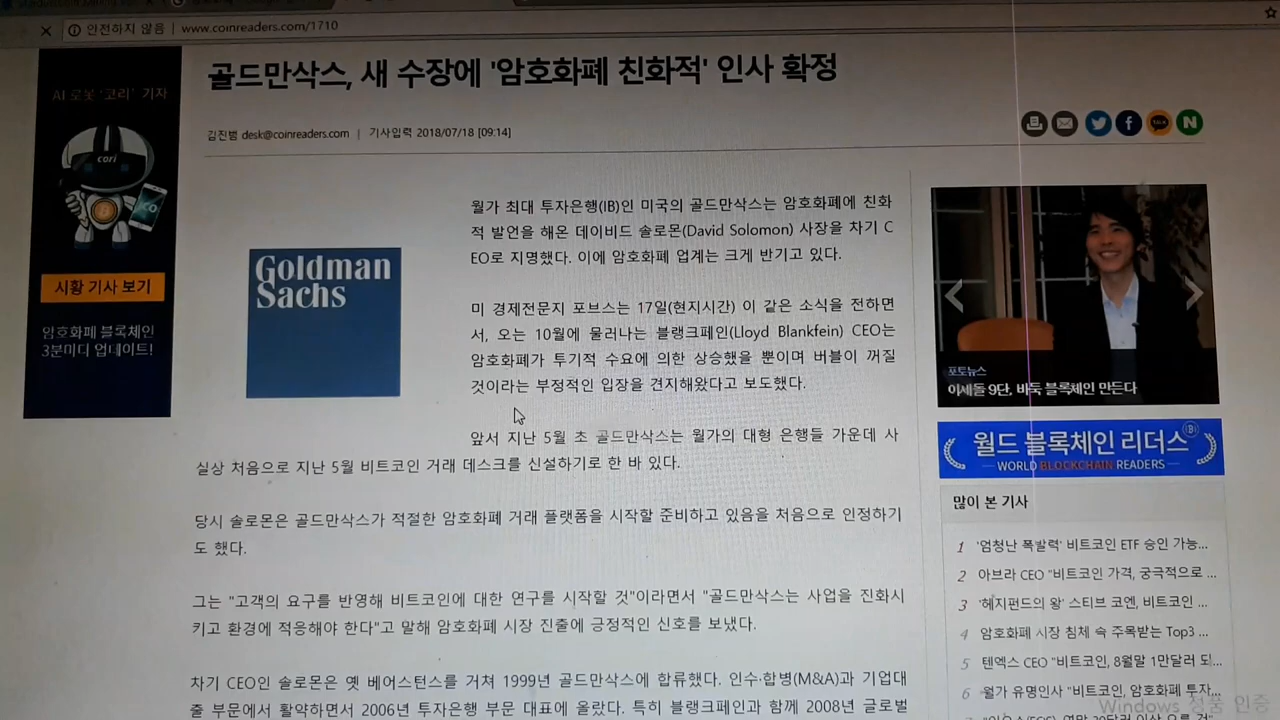 안전하지 않음 | www.coinreaders.com/1710
골드만삭스, 새 수장에 '암호화폐 친화적' 인사 확정
김진범 desk@coinreaders.com | 기사입력 2018/07/18 [09:14]
AI 로봇 '코리' 기자
cori
시황 기사 보기
암호화폐 블록체인
3분마다 업데이트!
Goldman
Sachs
월가 최대 투자은행(IB)인 미국의 골드만삭스는 암호화폐에 친화
적 발언을 해온 데이비드 솔로몬(David Solomon) 사장을 차기 C
EO로 지명했다. 이에 암호화폐 업계는 크게 반기고 있다.
미 경제전문지 포브스는 17일(현지시간) 이 같은 소식을 전하면
서, 오는 10월에 물러나는 블랭크페인(Lloyd Blankfein) CEO는
암호화폐가 투기적 수요에 의한 상승했을 뿐이며 버블이 꺼질
것이라는 부정적인 입장을 견지해왔다고 보도했다.
앞서 지난 5월 초 골드만삭스는 월가의 대형 은행들 가운데 사
실상 처음으로 지난 5월 비트코인 거래 데스크를 신설하기로 한 바 있다.
당시 솔로몬은 골드만삭스가 적절한 암호화폐 거래 플랫폼을 시작할 준비하고 있음을 처음으로 인정하기
도 했다.
그는 "고객의 요구를 반영해 비트코인에 대한 연구를 시작할 것"이라면서 "골드만삭스는 사업을 진화시
키고 환경에 적응해야 한다"고 말해 암호화폐 시장 진출에 긍정적인 신호를 보냈다.
차기 CEO인 솔로몬은 옛 베어스턴스를 거쳐 1999년 골드만삭스에 합류했다. 인수·합병(M&A)과 기업대
출 부문에서 활약하면서 2006년 투자은행 부문 대표에 올랐다. 특히 블랭크페인과 함께 2008년 글로벌
TALK
N
포토뉴스
이세돌 9단, 바둑 블록체인 만든다
월드 블록체인 리더스
WORLD BLOCKCHAIN READERS
많이 본 기사
1 '엄청난 폭발력' 비트코인 ETF 승인 가능...
2 아브라 CEO "비트코인 가격, 궁극적으로 ...
3 '헤지펀드의 왕' 스티브 코엔, 비트코인 ...
4 암호화폐 시장 침체 속 주목받는 Top3 ...
5 텐엑스 CEO "비트코인, 8월말 1만달러 되...
6 월가 유명인사 "비트코인, 암호화폐 투자...
Windows 정품 인증